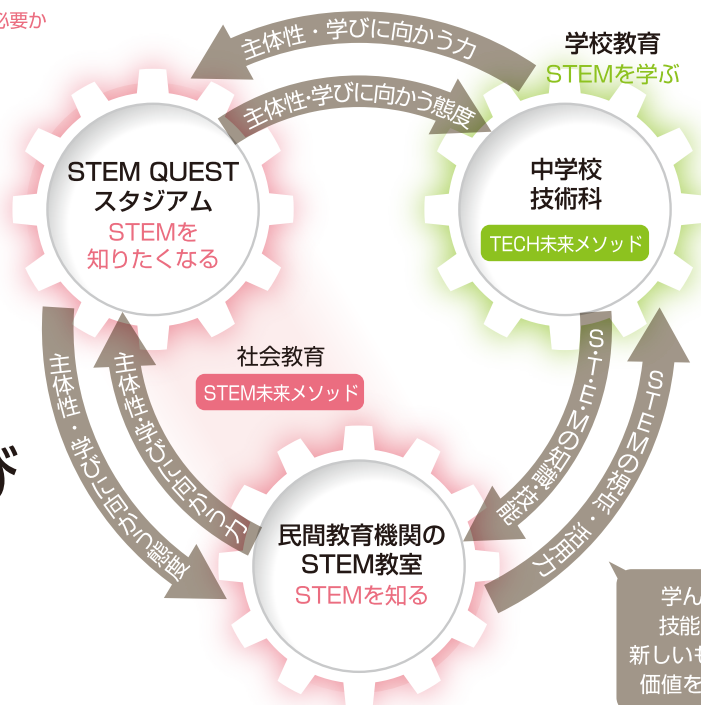 必要か
主体性・学びに向かう力
主体性・学びに向かう態度
学校教育
STEMを学ぶ
STEM QUEST
スタジアム
STEMを
知りたくなる
中学校
技術科
TECH未来メソッド
社会教育
STEM未来メソッド
主体性・学びに向かう態度
主体性・学びに向かう力
S・T・E・Mの知識・技能
STEMの視点・活用力
び
民間教育機関の
STEM教室
STEMを知る
学ん
技能
新しいも
価値を